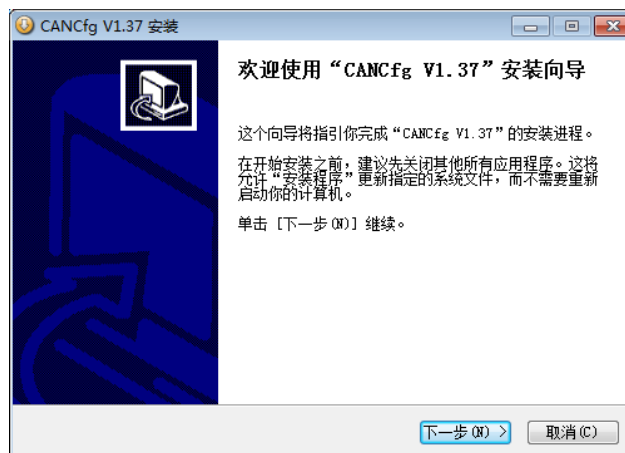 CANCfg V1.37 安装
欢迎使用“CANCfg V1.37”安装向导
这个向导将指引你完成“CANCfg V1.37”的安装进程。
在开始安装之前，建议先关闭其他所有应用程序。这将
允许“安装程序”更新指定的系统文件，而不需要重新
启动你的计算机。
单击 [下一步(N)] 继续。
下一步(N) >
取消(C)